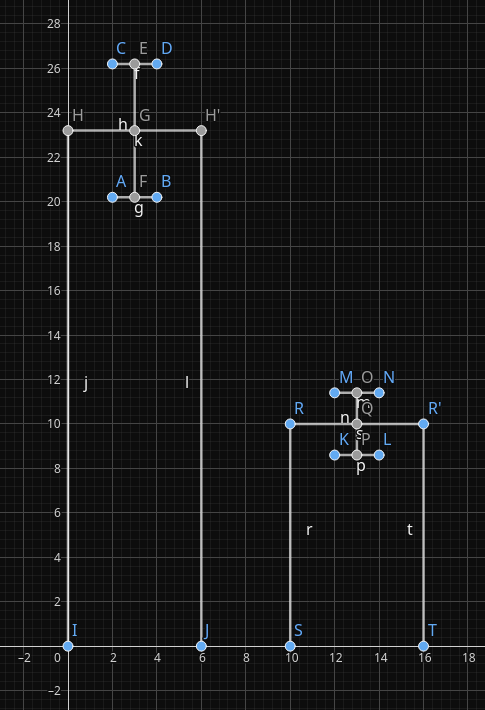 28
C E D
26
f
24
H G H'
h
k
22
A F B
20
g
18
16
14
12
j l
M O N
m
R Q R'
10
n
s
K P L
8
p
6
r t
4
2
I J S T
−2 0 2 4 6 8 10 12 14 16 18
−2